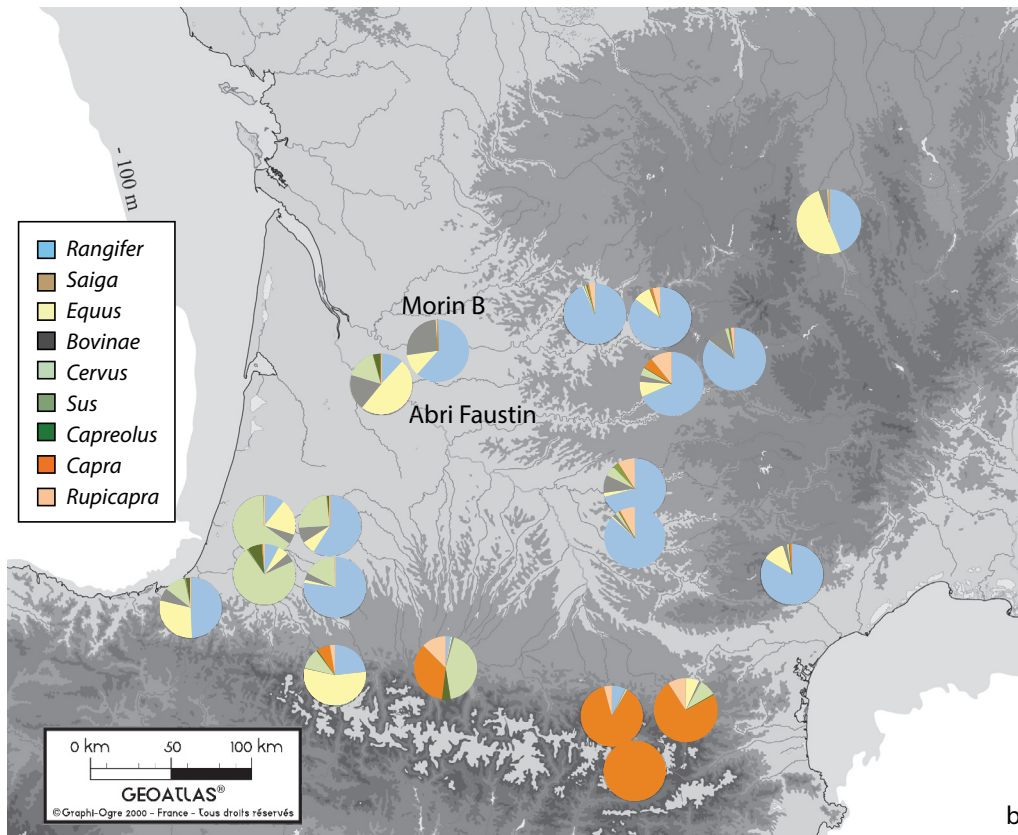 - 100 m
Rangifer
Saiga
Equus
Bovinae
Cervus
Sus
Capreolus
Capra
Rupicapra
Morin B
Abri Faustin
0 km 50 100 km
GEOATLAS®
© Graphi-Ogre 2000 - France - Tous droits réservés
b